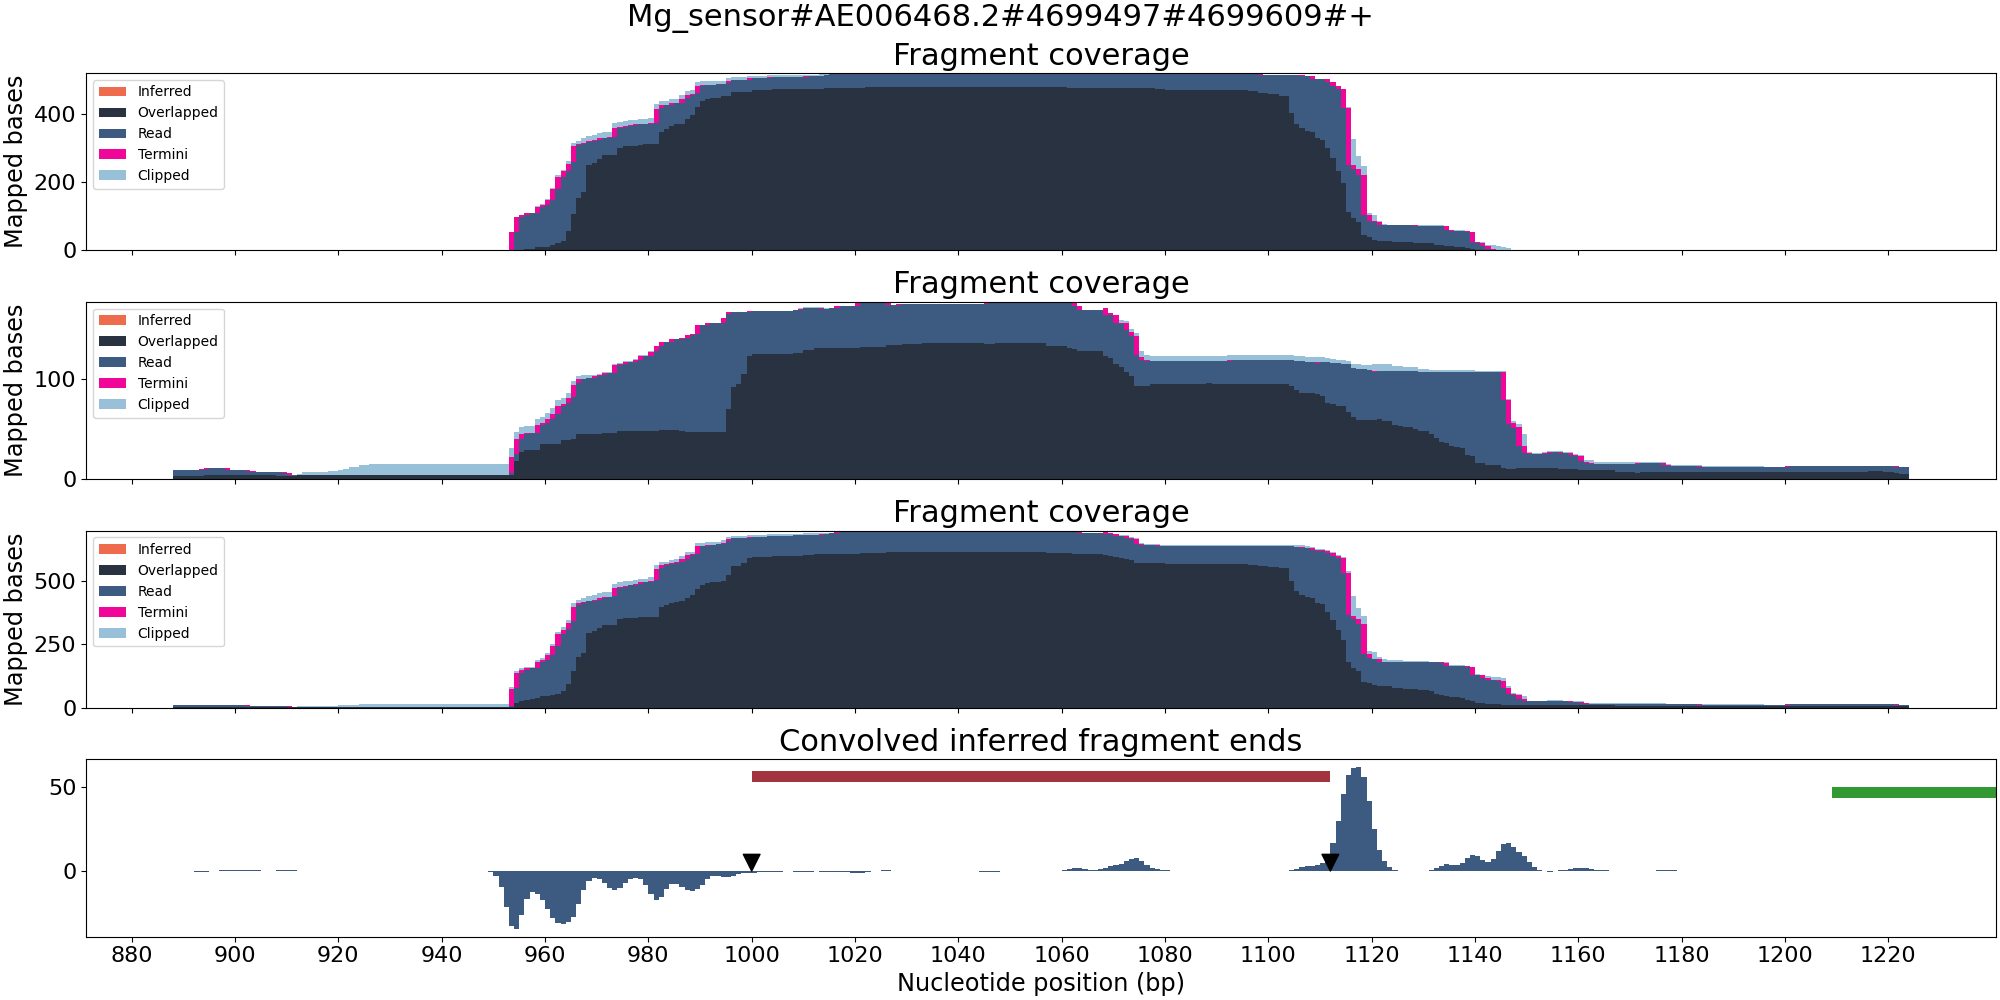 Mg_sensor#AE006468.2#4699497#4699609#+
Fragment coverage
Mapped bases
400
200
0
Inferred
Overlapped
Read
Termini
Clipped
Fragment coverage
Mapped bases
100
0
Inferred
Overlapped
Read
Termini
Clipped
Fragment coverage
Mapped bases
500
250
0
Inferred
Overlapped
Read
Termini
Clipped
Convolved inferred fragment ends
50
0
880 900 920 940 960 980 1000 1020 1040 1060 1080 1100 1120 1140 1160 1180 1200 1220
Nucleotide position (bp)